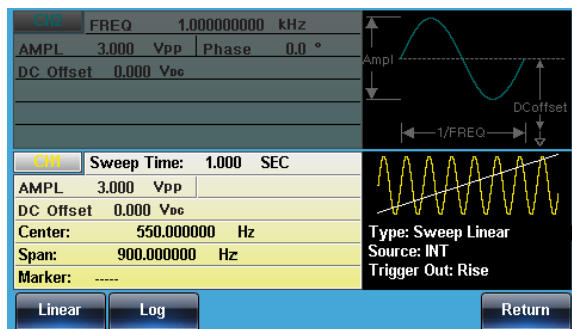 CH2 FREQ 1.000000000 kHz
AMPL 3.000 Vpp Phase 0.0 °
DC Offset 0.000 VDC
Ampl
DCoffset
1/FREQ
CH1 Sweep Time: 1.000 SEC
AMPL 3.000 Vpp
DC Offset 0.000 VDC
Center: 550.000000 Hz
Span: 900.000000 Hz
Marker: -----
Type: Sweep Linear
Source: INT
Trigger Out: Rise
Linear Log Return